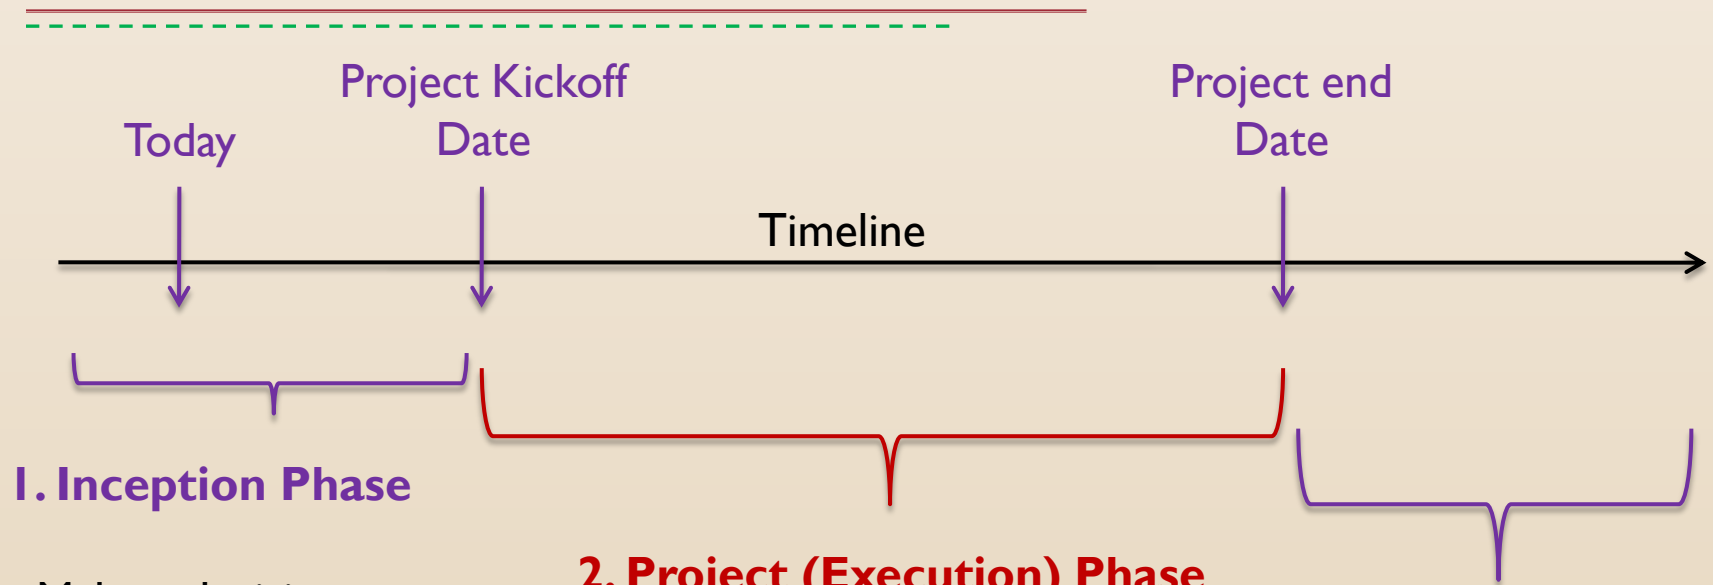 Project Kickoff
Date
Project end
Date
Today
Timeline
1. Inception Phase
2. Project (Execution) Phase